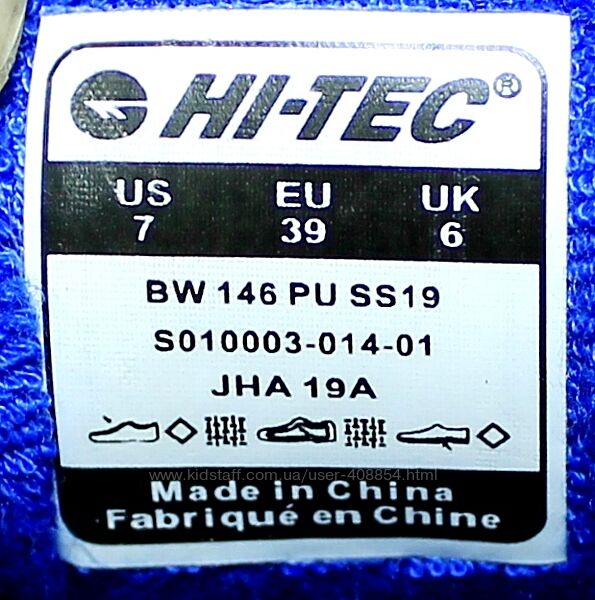 HI-TEC®
US EU UK
7 39 6
BW 146 PU SS19
S010003-014-01
JHA 19A
www.kidstaff.com.ua/user-408854.html
Made in China
Fabriqué en Chine